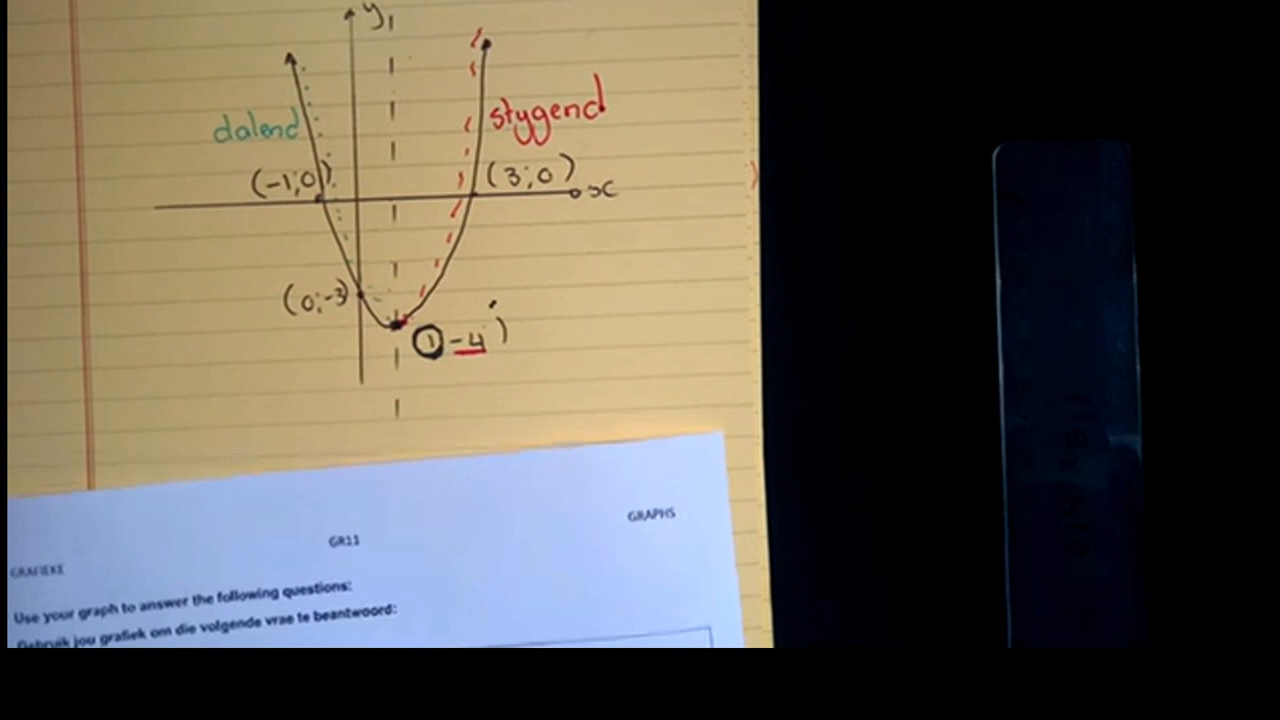 y
dalend
stygend
(-1;0)
(3;0)
x
(0;-3)
1 -4 )
GRAPHS
GR11
GRAFIEKE
Use your graph to answer the following questions:
Gebruik jou grafiek om die volgende vrae te beantwoord: